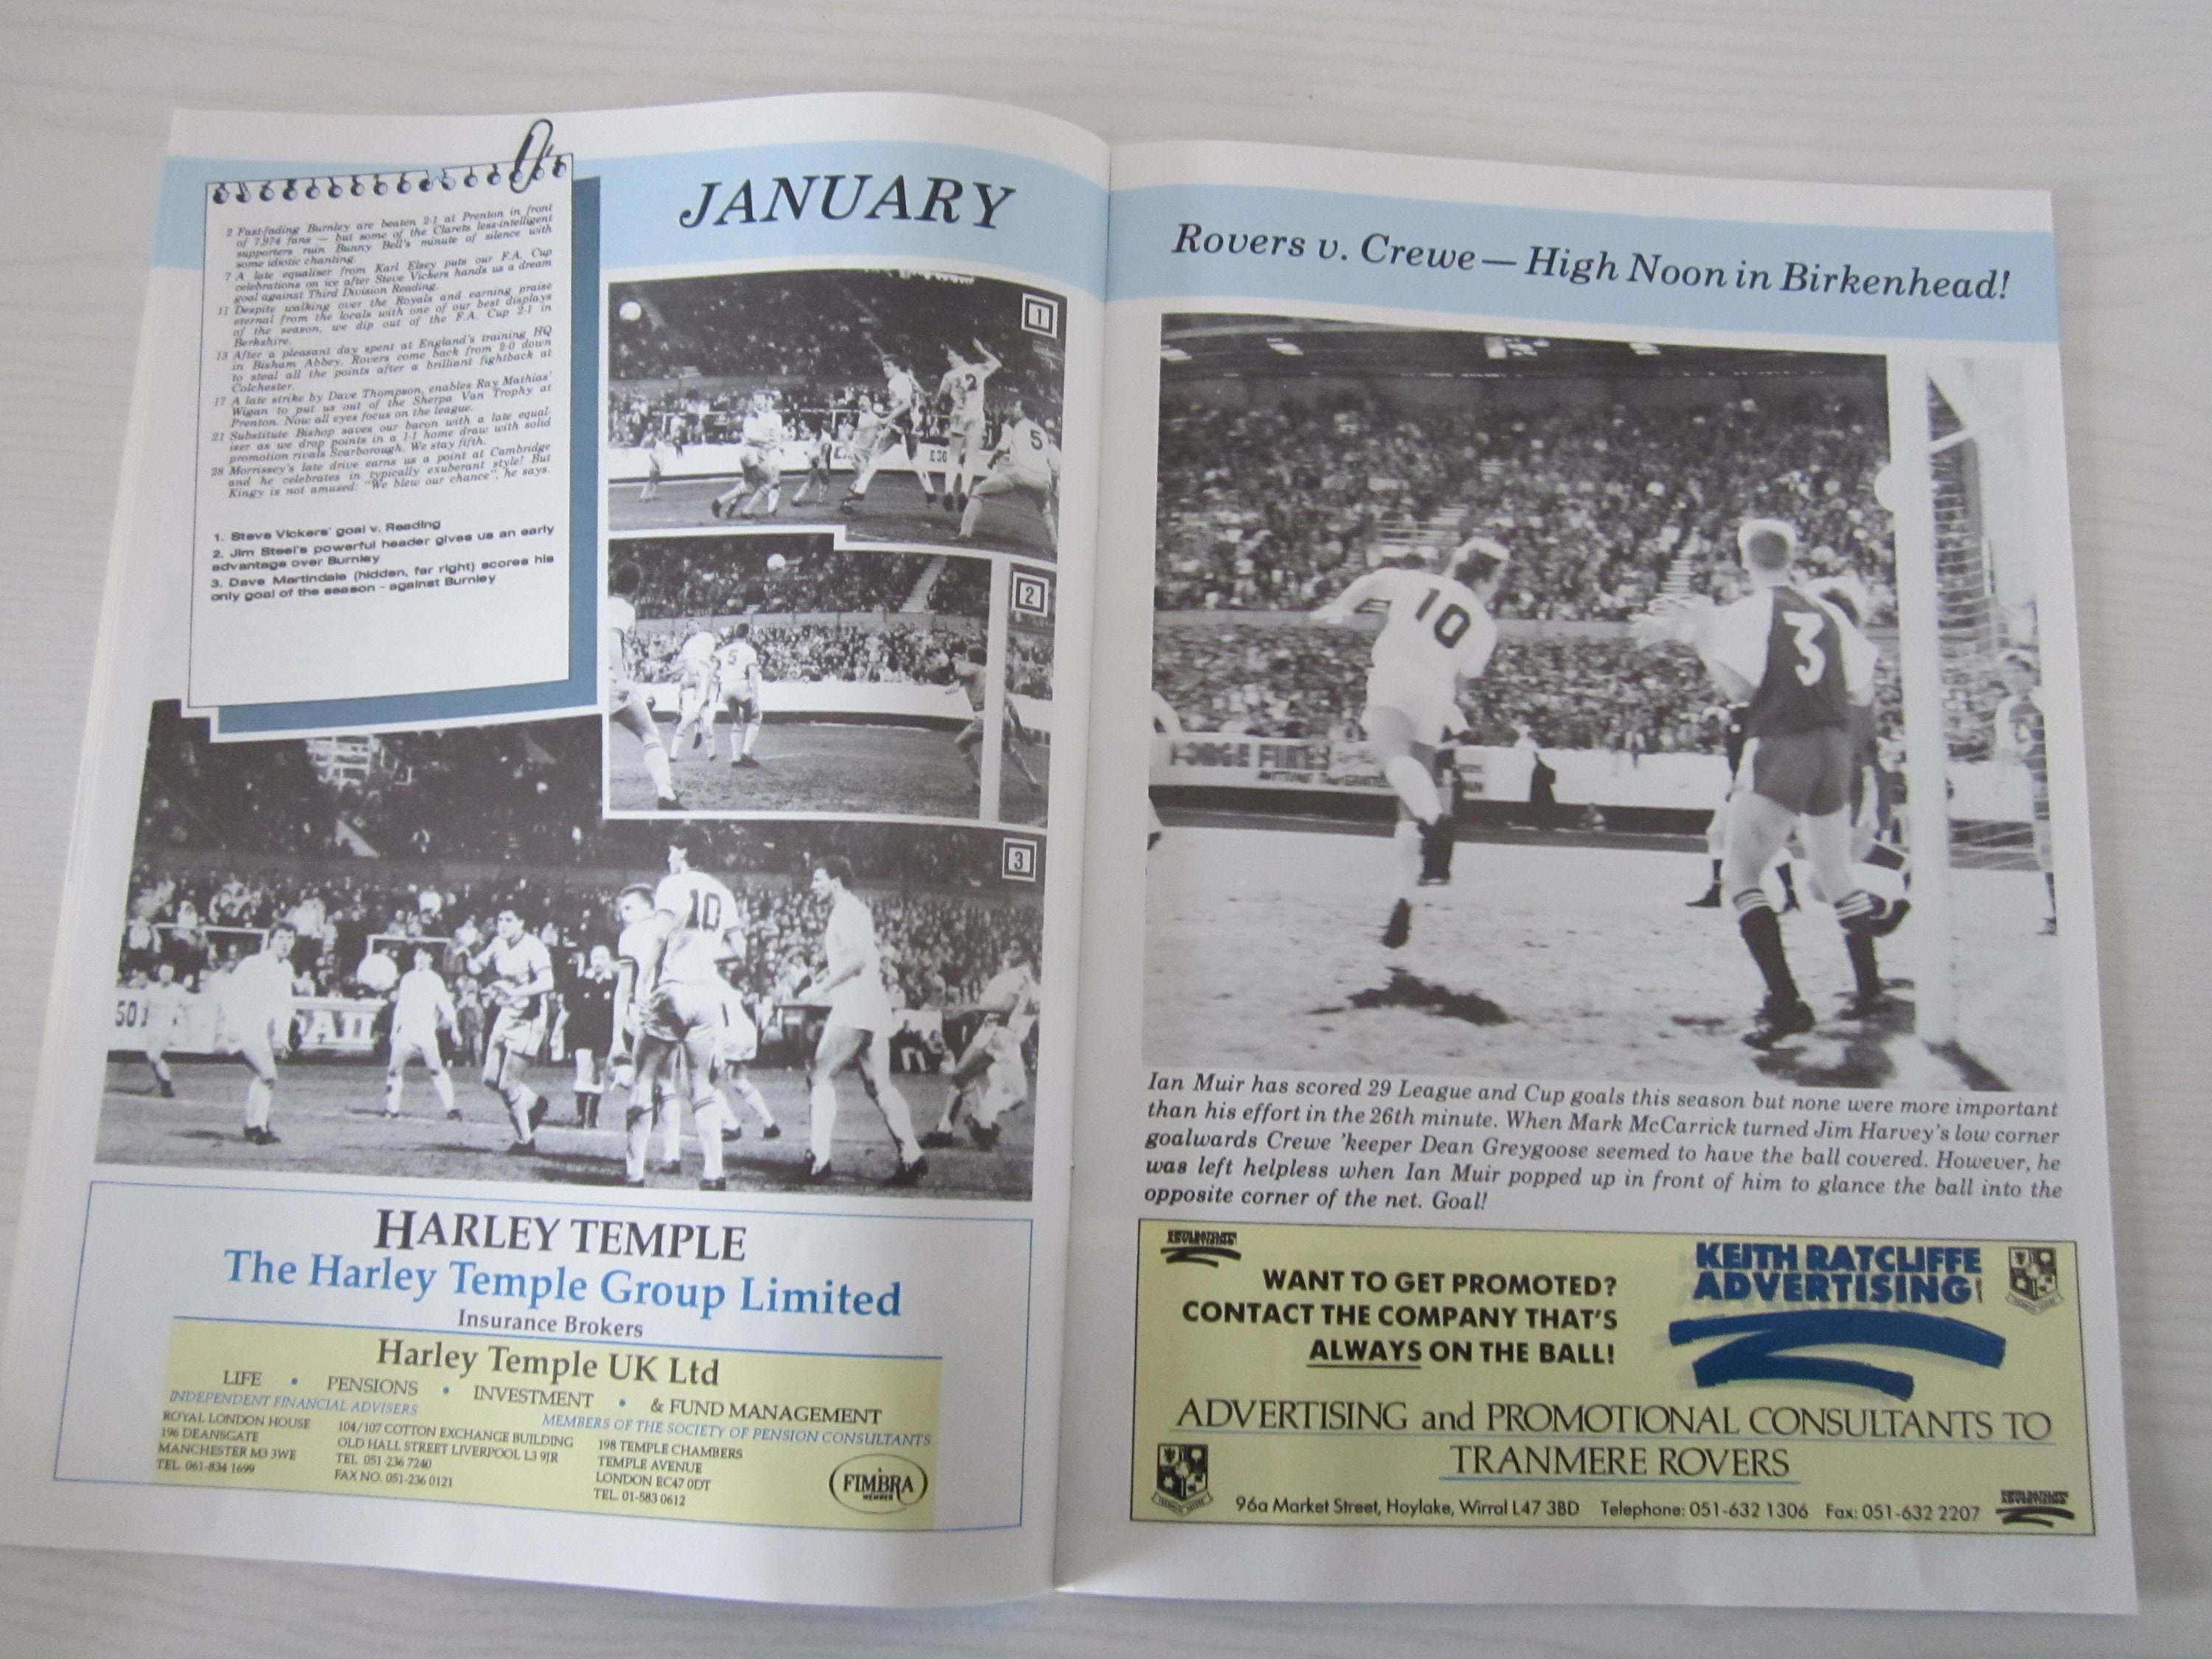 JANUARY
2 Fast-fading Burnley are beaten 2-1 at Prenton in front
of 7,974 fans — but some of the Clarets less-intelligent
supporters ruin Bunny Bell's minute of silence with
some idiotic chanting.
7 A late equaliser from Karl Elsey puts our F.A. Cup
celebrations on ice after Steve Vickers hands us a dream
goal against Third Division Reading.
11 Despite walking over the Royals and earning praise
eternal from the locals with one of our best displays
of the season, we dip out of the F.A. Cup 2-1 in
Berkshire.
13 After a pleasant day spent at England's training HQ
in Bisham Abbey, Rovers come back from 2-0 down
to steal all the points after a brilliant fightback at
Colchester.
17 A late strike by Dave Thompson, enables Ray Mathias'
Wigan to put us out of the Sherpa Van Trophy at
Prenton. Now all eyes focus on the league.
21 Substitute Bishop saves our bacon with a late equal-
iser as we drop points in a 1-1 home draw with solid
promotion rivals Scarborough. We stay fifth.
28 Morrissey's late drive earns us a point at Cambridge
and he celebrates in typically exuberant style! But
Kingy is not amused: "We blew our chance", he says.
1. Steve Vickers' goal v. Reading
2. Jim Steel's powerful header gives us an early
advantage over Burnley
3. Dave Martindale (hidden, far right) scores his
only goal of the season - against Burnley
1
2
5
2
5
3
10
HARLEY TEMPLE
The Harley Temple Group Limited
Insurance Brokers
Harley Temple UK Ltd
LIFE • PENSIONS • INVESTMENT • & FUND MANAGEMENT
INDEPENDENT FINANCIAL ADVISERS
MEMBERS OF THE SOCIETY OF PENSION CONSULTANTS
ROYAL LONDON HOUSE
196 DEANSGATE
MANCHESTER M3 3WE
TEL. 061-834 1699
104/107 COTTON EXCHANGE BUILDING
OLD HALL STREET LIVERPOOL L3 9JR
TEL 051-236 7240
FAX NO. 051-236 0121
198 TEMPLE CHAMBERS
TEMPLE AVENUE
LONDON EC47 0DT
TEL. 01-583 0612
FIMBRA
MEMBER
Rovers v. Crewe — High Noon in Birkenhead!
10
3
Ian Muir has scored 29 League and Cup goals this season but none were more important
than his effort in the 26th minute. When Mark McCarrick turned Jim Harvey's low corner
goalwards Crewe 'keeper Dean Greygoose seemed to have the ball covered. However, he
was left helpless when Ian Muir popped up in front of him to glance the ball into the
opposite corner of the net. Goal!
KEITH RATCLIFFE
ADVERTISING
WANT TO GET PROMOTED?
CONTACT THE COMPANY THAT'S
ALWAYS ON THE BALL!
KEITH RATCLIFFE
ADVERTISING
ADVERTISING and PROMOTIONAL CONSULTANTS TO
TRANMERE ROVERS
96a Market Street, Hoylake, Wirral L47 3BD Telephone: 051-632 1306 Fax: 051-632 2207
KEITH RATCLIFFE
ADVERTISING